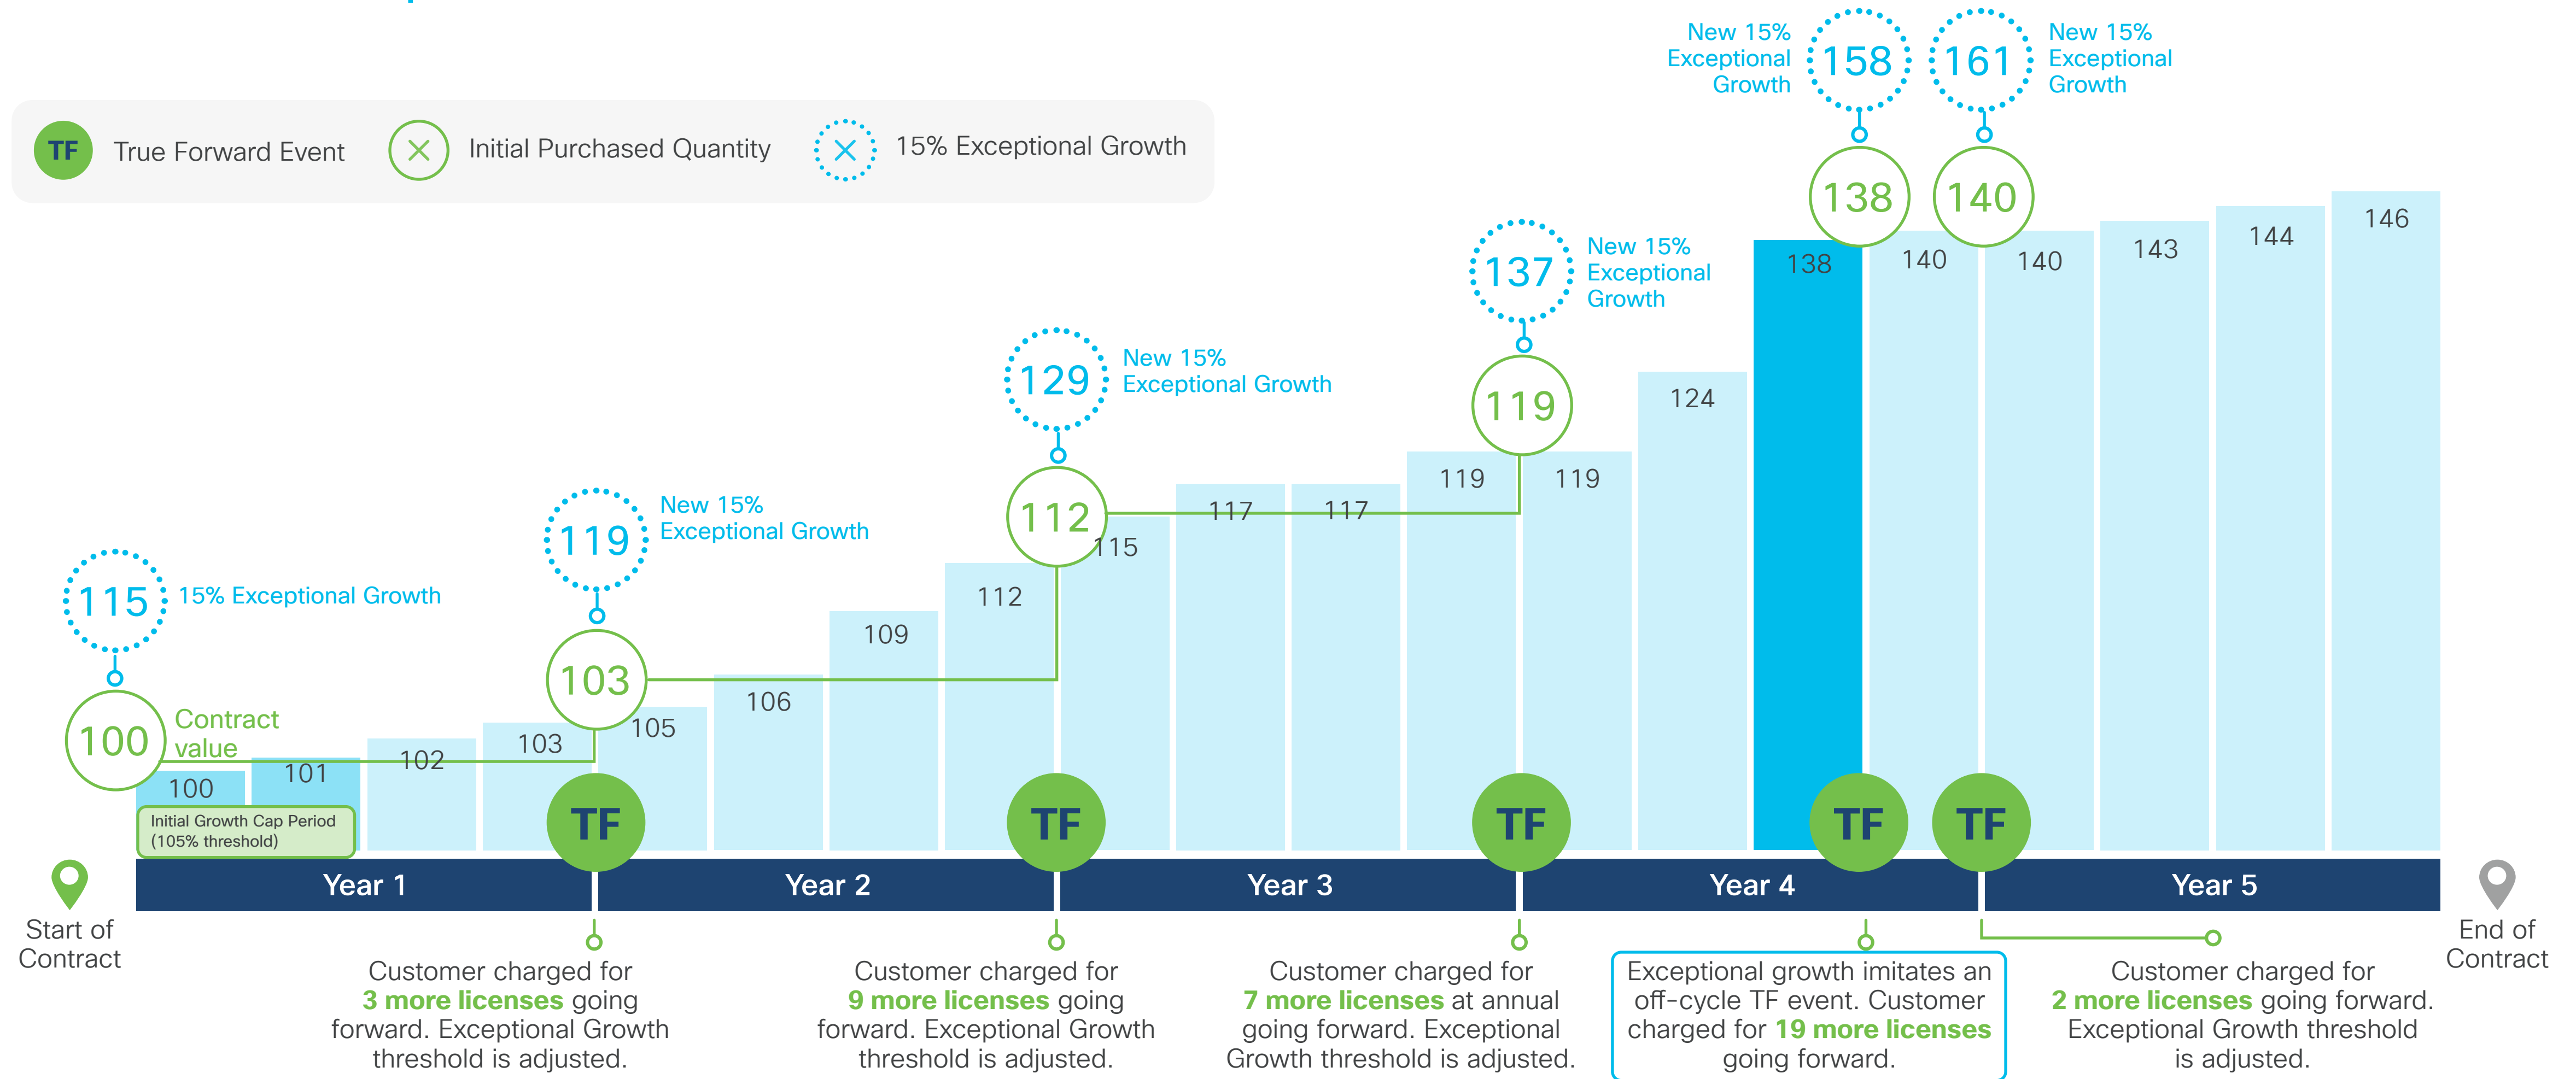 New 15%
Exceptional
Growth
158
161
New 15%
Exceptional
Growth
TF
True Forward Event
Initial Purchased Quantity
15% Exceptional Growth
138
140
146
144
143
138
140
140
137
New 15%
Exceptional
Growth
129
New 15%
Exceptional Growth
119
124
119
119
119
New 15%
Exceptional Growth
112
117
117
115
112
115
15% Exceptional Growth
109
103
106
105
100
Contract
value
103
102
101
100
Initial Growth Cap Period
(105% threshold)
TF
TF
TF
TF
TF
Year 1
Year 2
Year 3
Year 4
Year 5
Start of
Contract
End of
Contract
Customer charged for
3 more licenses going
forward. Exceptional Growth
threshold is adjusted.
Customer charged for
9 more licenses going
forward. Exceptional Growth
threshold is adjusted.
Customer charged for
7 more licenses at annual
going forward. Exceptional
Growth threshold is adjusted.
Exceptional growth imitates an
off-cycle TF event. Customer
charged for 19 more licenses
going forward.
Customer charged for
2 more licenses going forward.
Exceptional Growth threshold
is adjusted.